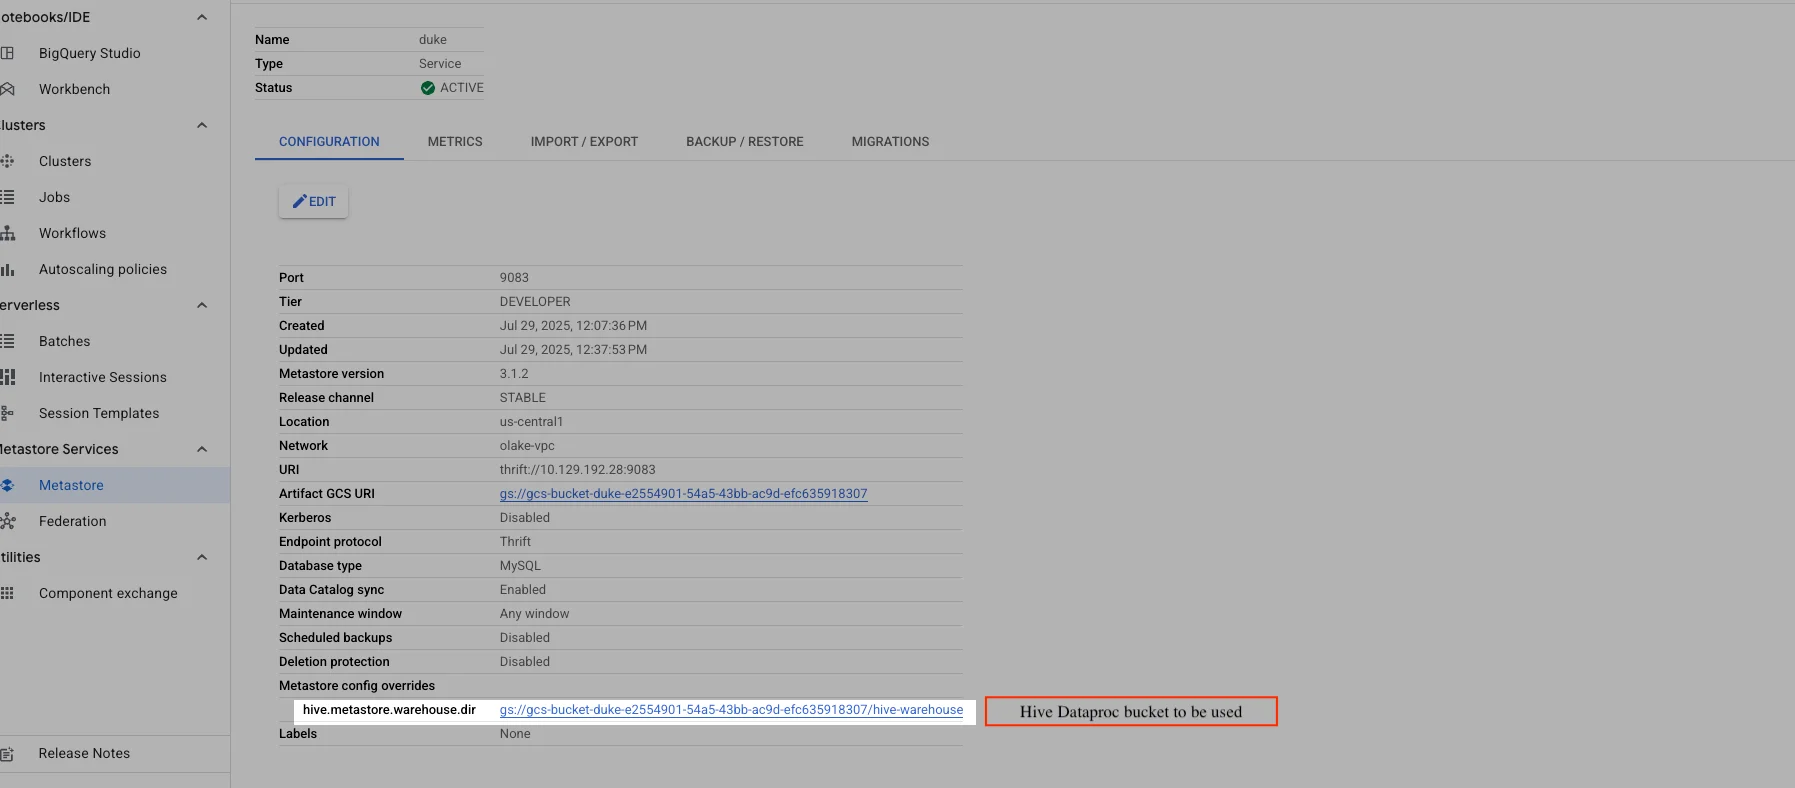 otebooks/IDE
BigQuery Studio
Workbench
lusters
Clusters
Jobs
Workflows
Autoscaling policies
erverless
Batches
Interactive Sessions
Session Templates
etastore Services
Metastore
Federation
tilities
Component exchange
Release Notes
Name duke
Type Service
Status ACTIVE
CONFIGURATION METRICS IMPORT / EXPORT BACKUP / RESTORE MIGRATIONS
EDIT
Port 9083
Tier DEVELOPER
Created Jul 29, 2025, 12:07:36 PM
Updated Jul 29, 2025, 12:37:53 PM
Metastore version 3.1.2
Release channel STABLE
Location us-central1
Network olake-vpc
URI thrift://10.129.192.28:9083
Artifact GCS URI gs://gcs-bucket-duke-e2554901-54a5-43bb-ac9d-efc635918307
Kerberos Disabled
Endpoint protocol Thrift
Database type MySQL
Data Catalog sync Enabled
Maintenance window Any window
Scheduled backups Disabled
Deletion protection Disabled
Metastore config overrides
hive.metastore.warehouse.dir gs://gcs-bucket-duke-e2554901-54a5-43bb-ac9d-efc635918307/hive-warehouse Hive Dataproc bucket to be used
Labels None